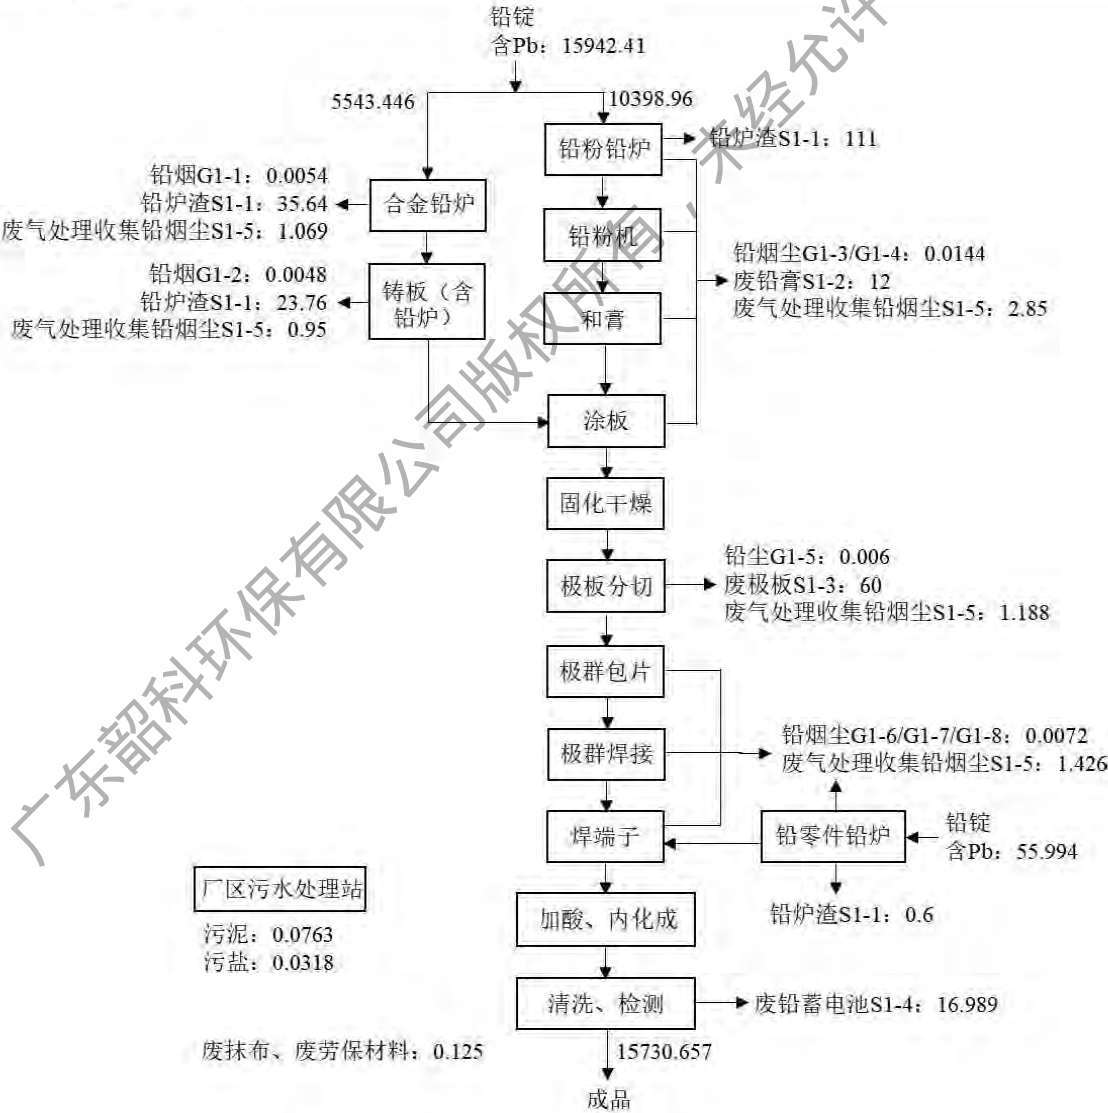 铅锭
含Pb：15942.41
5543.446
10398.96
铅粉铅炉
铅炉渣S1-1：111
铅烟G1-1：0.0054
铅炉渣S1-1：35.64
废气处理收集铅烟尘S1-5：1.069
合金铅炉
铅粉机
铅烟G1-2：0.0048
铅炉渣S1-1：23.76
废气处理收集铅烟尘S1-5：0.95
铸板（含
铅炉）
和膏
铅烟尘G1-3/G1-4：0.0144
废铅膏S1-2：12
废气处理收集铅烟尘S1-5：2.85
涂板
固化干燥
极板分切
铅尘G1-5：0.006
废极板S1-3：60
废气处理收集铅烟尘S1-5：1.188
极群包片
极群焊接
铅烟尘G1-6/G1-7/G1-8：0.0072
废气处理收集铅烟尘S1-5：1.426
焊端子
铅零件铅炉
铅锭
含Pb：55.994
铅炉渣S1-1：0.6
厂区污水处理站
污泥：0.0763
污盐：0.0318
加酸、内化成
清洗、检测
废铅蓄电池S1-4：16.989
废抹布、废劳保材料：0.125
15730.657
成品
广东韶科环保有限公司版权所有，未经允许